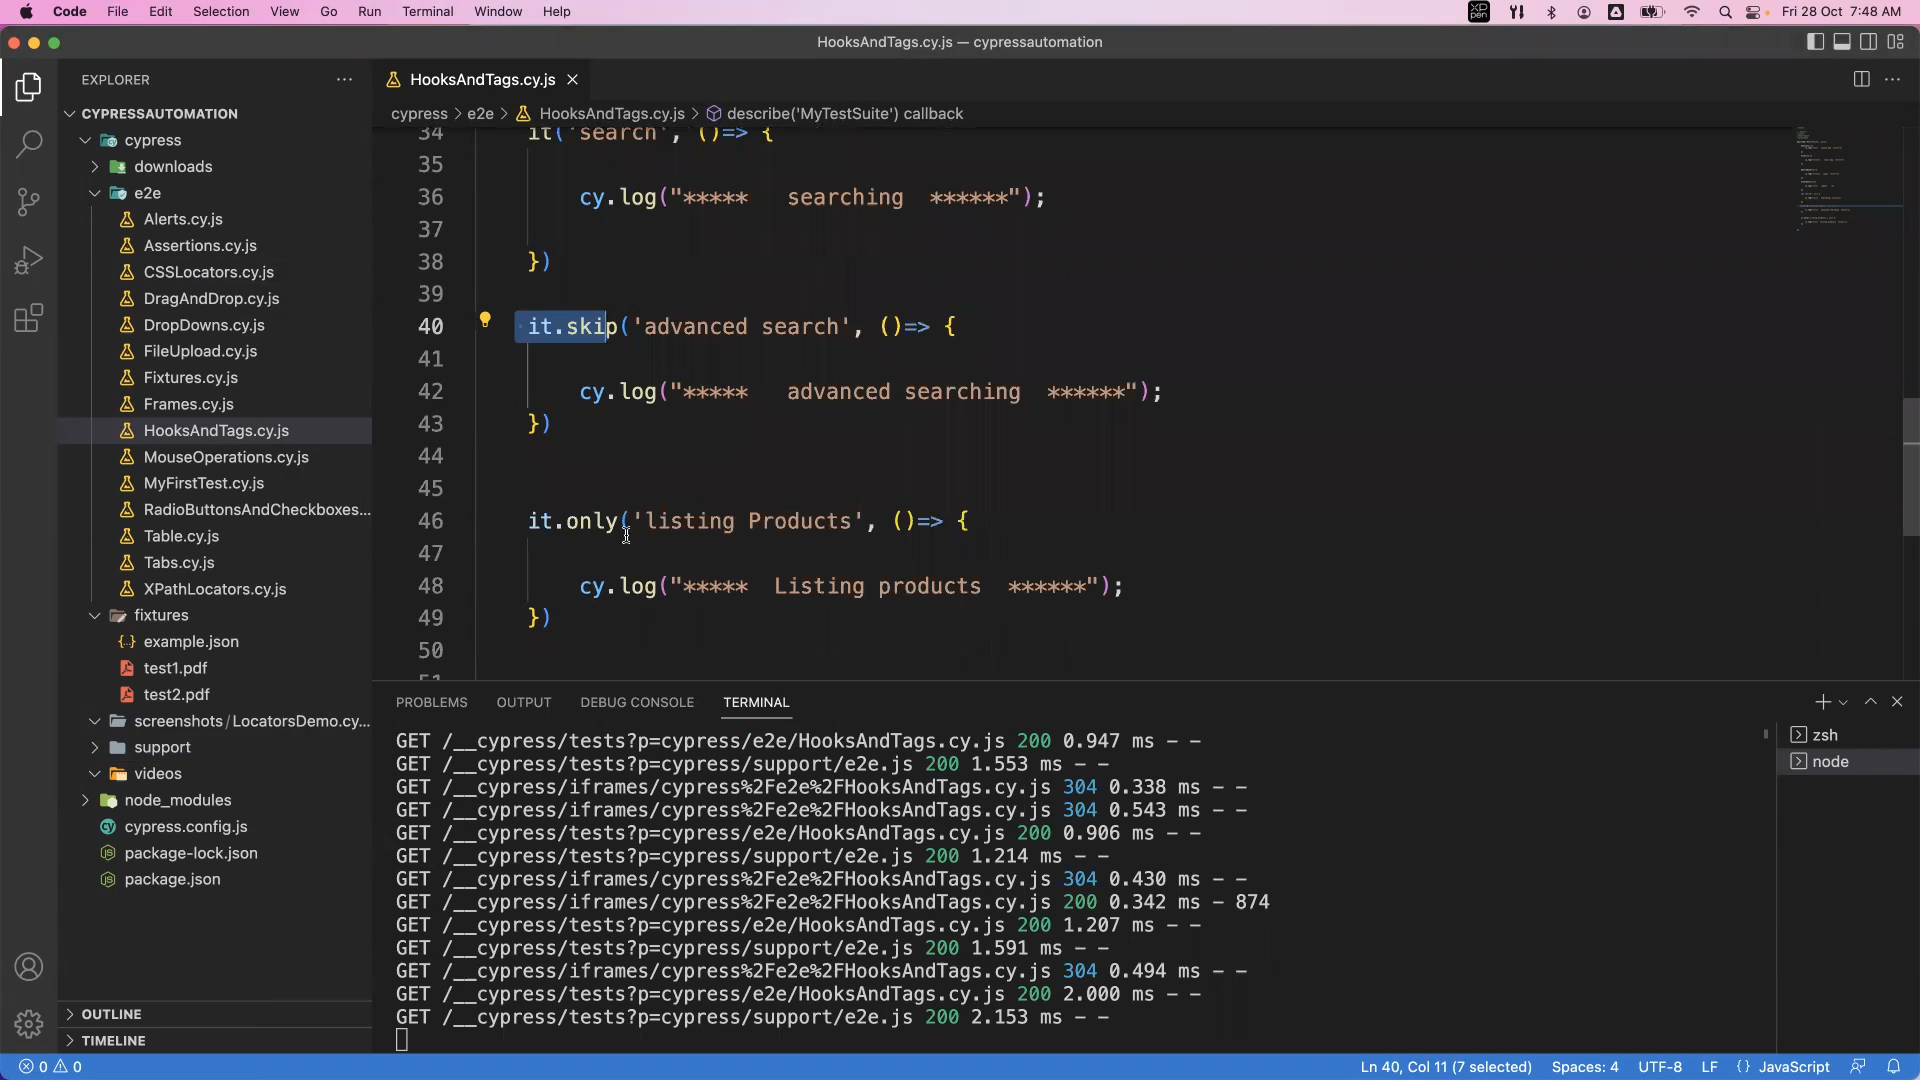 Code File Edit Selection View Go Run Terminal Window Help
Fri 28 Oct 7:48 AM
HooksAndTags.cy.js — cypressautomation
EXPLORER
HooksAndTags.cy.js
CYPRESSAUTOMATION
cypress
downloads
e2e
Alerts.cy.js
Assertions.cy.js
CSSLocators.cy.js
DragAndDrop.cy.js
DropDowns.cy.js
FileUpload.cy.js
Fixtures.cy.js
Frames.cy.js
HooksAndTags.cy.js
MouseOperations.cy.js
MyFirstTest.cy.js
RadioButtonsAndCheckboxes...
Table.cy.js
Tabs.cy.js
XPathLocators.cy.js
fixtures
example.json
test1.pdf
test2.pdf
screenshots/LocatorsDemo.cy...
support
videos
node_modules
cypress.config.js
package-lock.json
package.json
OUTLINE
TIMELINE
cypress > e2e > HooksAndTags.cy.js > describe('MyTestSuite') callback
34 it('search', ()=> {
35
36 cy.log("***** searching ******");
37
38 })
39
40 it.skip('advanced search', ()=> {
41
42 cy.log("***** advanced searching ******");
43 })
44
45
46 it.only('listing Products', ()=> {
47
48 cy.log("***** Listing products ******");
49 })
50
51
PROBLEMS OUTPUT DEBUG CONSOLE TERMINAL
GET /__cypress/tests?p=cypress/e2e/HooksAndTags.cy.js 200 0.947 ms - -
GET /__cypress/tests?p=cypress/support/e2e.js 200 1.553 ms - -
GET /__cypress/iframes/cypress%2Fe2e%2FHooksAndTags.cy.js 304 0.338 ms - -
GET /__cypress/iframes/cypress%2Fe2e%2FHooksAndTags.cy.js 304 0.543 ms - -
GET /__cypress/tests?p=cypress/e2e/HooksAndTags.cy.js 200 0.906 ms - -
GET /__cypress/tests?p=cypress/support/e2e.js 200 1.214 ms - -
GET /__cypress/iframes/cypress%2Fe2e%2FHooksAndTags.cy.js 304 0.430 ms - -
GET /__cypress/iframes/cypress%2Fe2e%2FHooksAndTags.cy.js 200 0.342 ms - 874
GET /__cypress/tests?p=cypress/e2e/HooksAndTags.cy.js 200 1.207 ms - -
GET /__cypress/tests?p=cypress/support/e2e.js 200 1.591 ms - -
GET /__cypress/iframes/cypress%2Fe2e%2FHooksAndTags.cy.js 304 0.494 ms - -
GET /__cypress/tests?p=cypress/e2e/HooksAndTags.cy.js 200 2.000 ms - -
GET /__cypress/tests?p=cypress/support/e2e.js 200 2.153 ms - -
zsh
node
0 0
Ln 40, Col 11 (7 selected) Spaces: 4 UTF-8 LF {} JavaScript